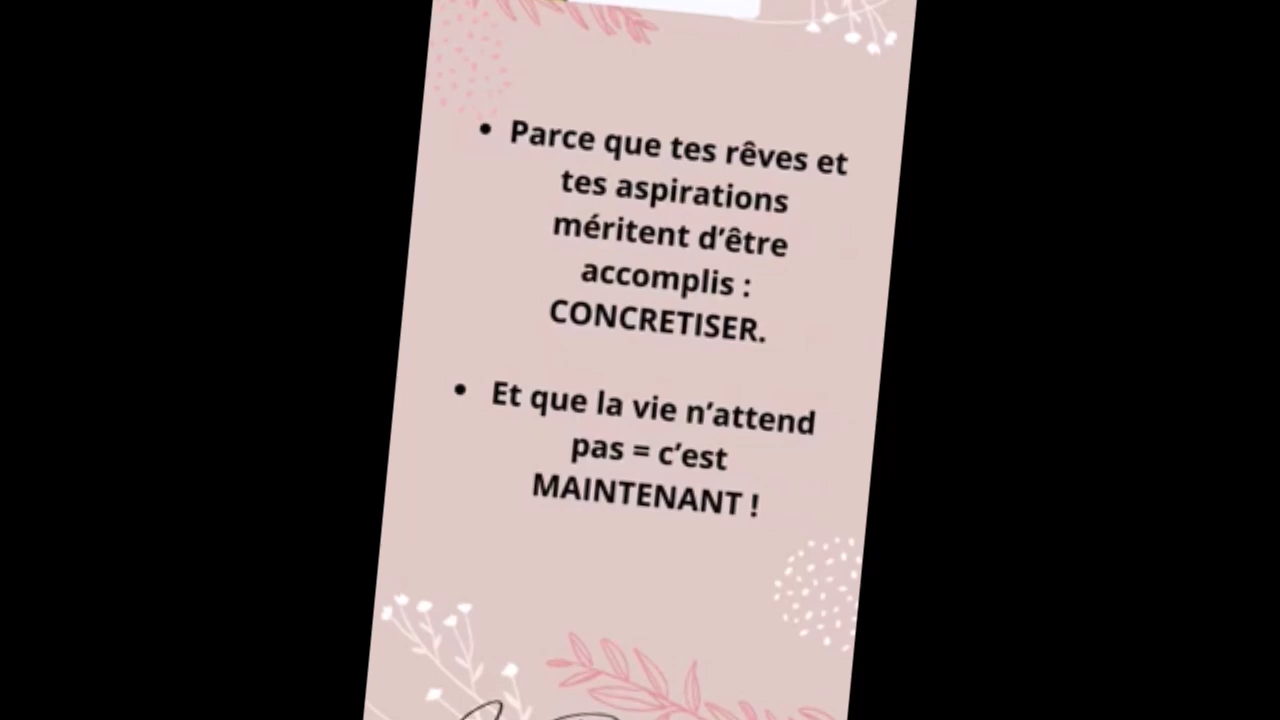 • Parce que tes rêves et
tes aspirations
méritent d’être
accomplis :
CONCRETISER.
• Et que la vie n’attend
pas = c’est
MAINTENANT !